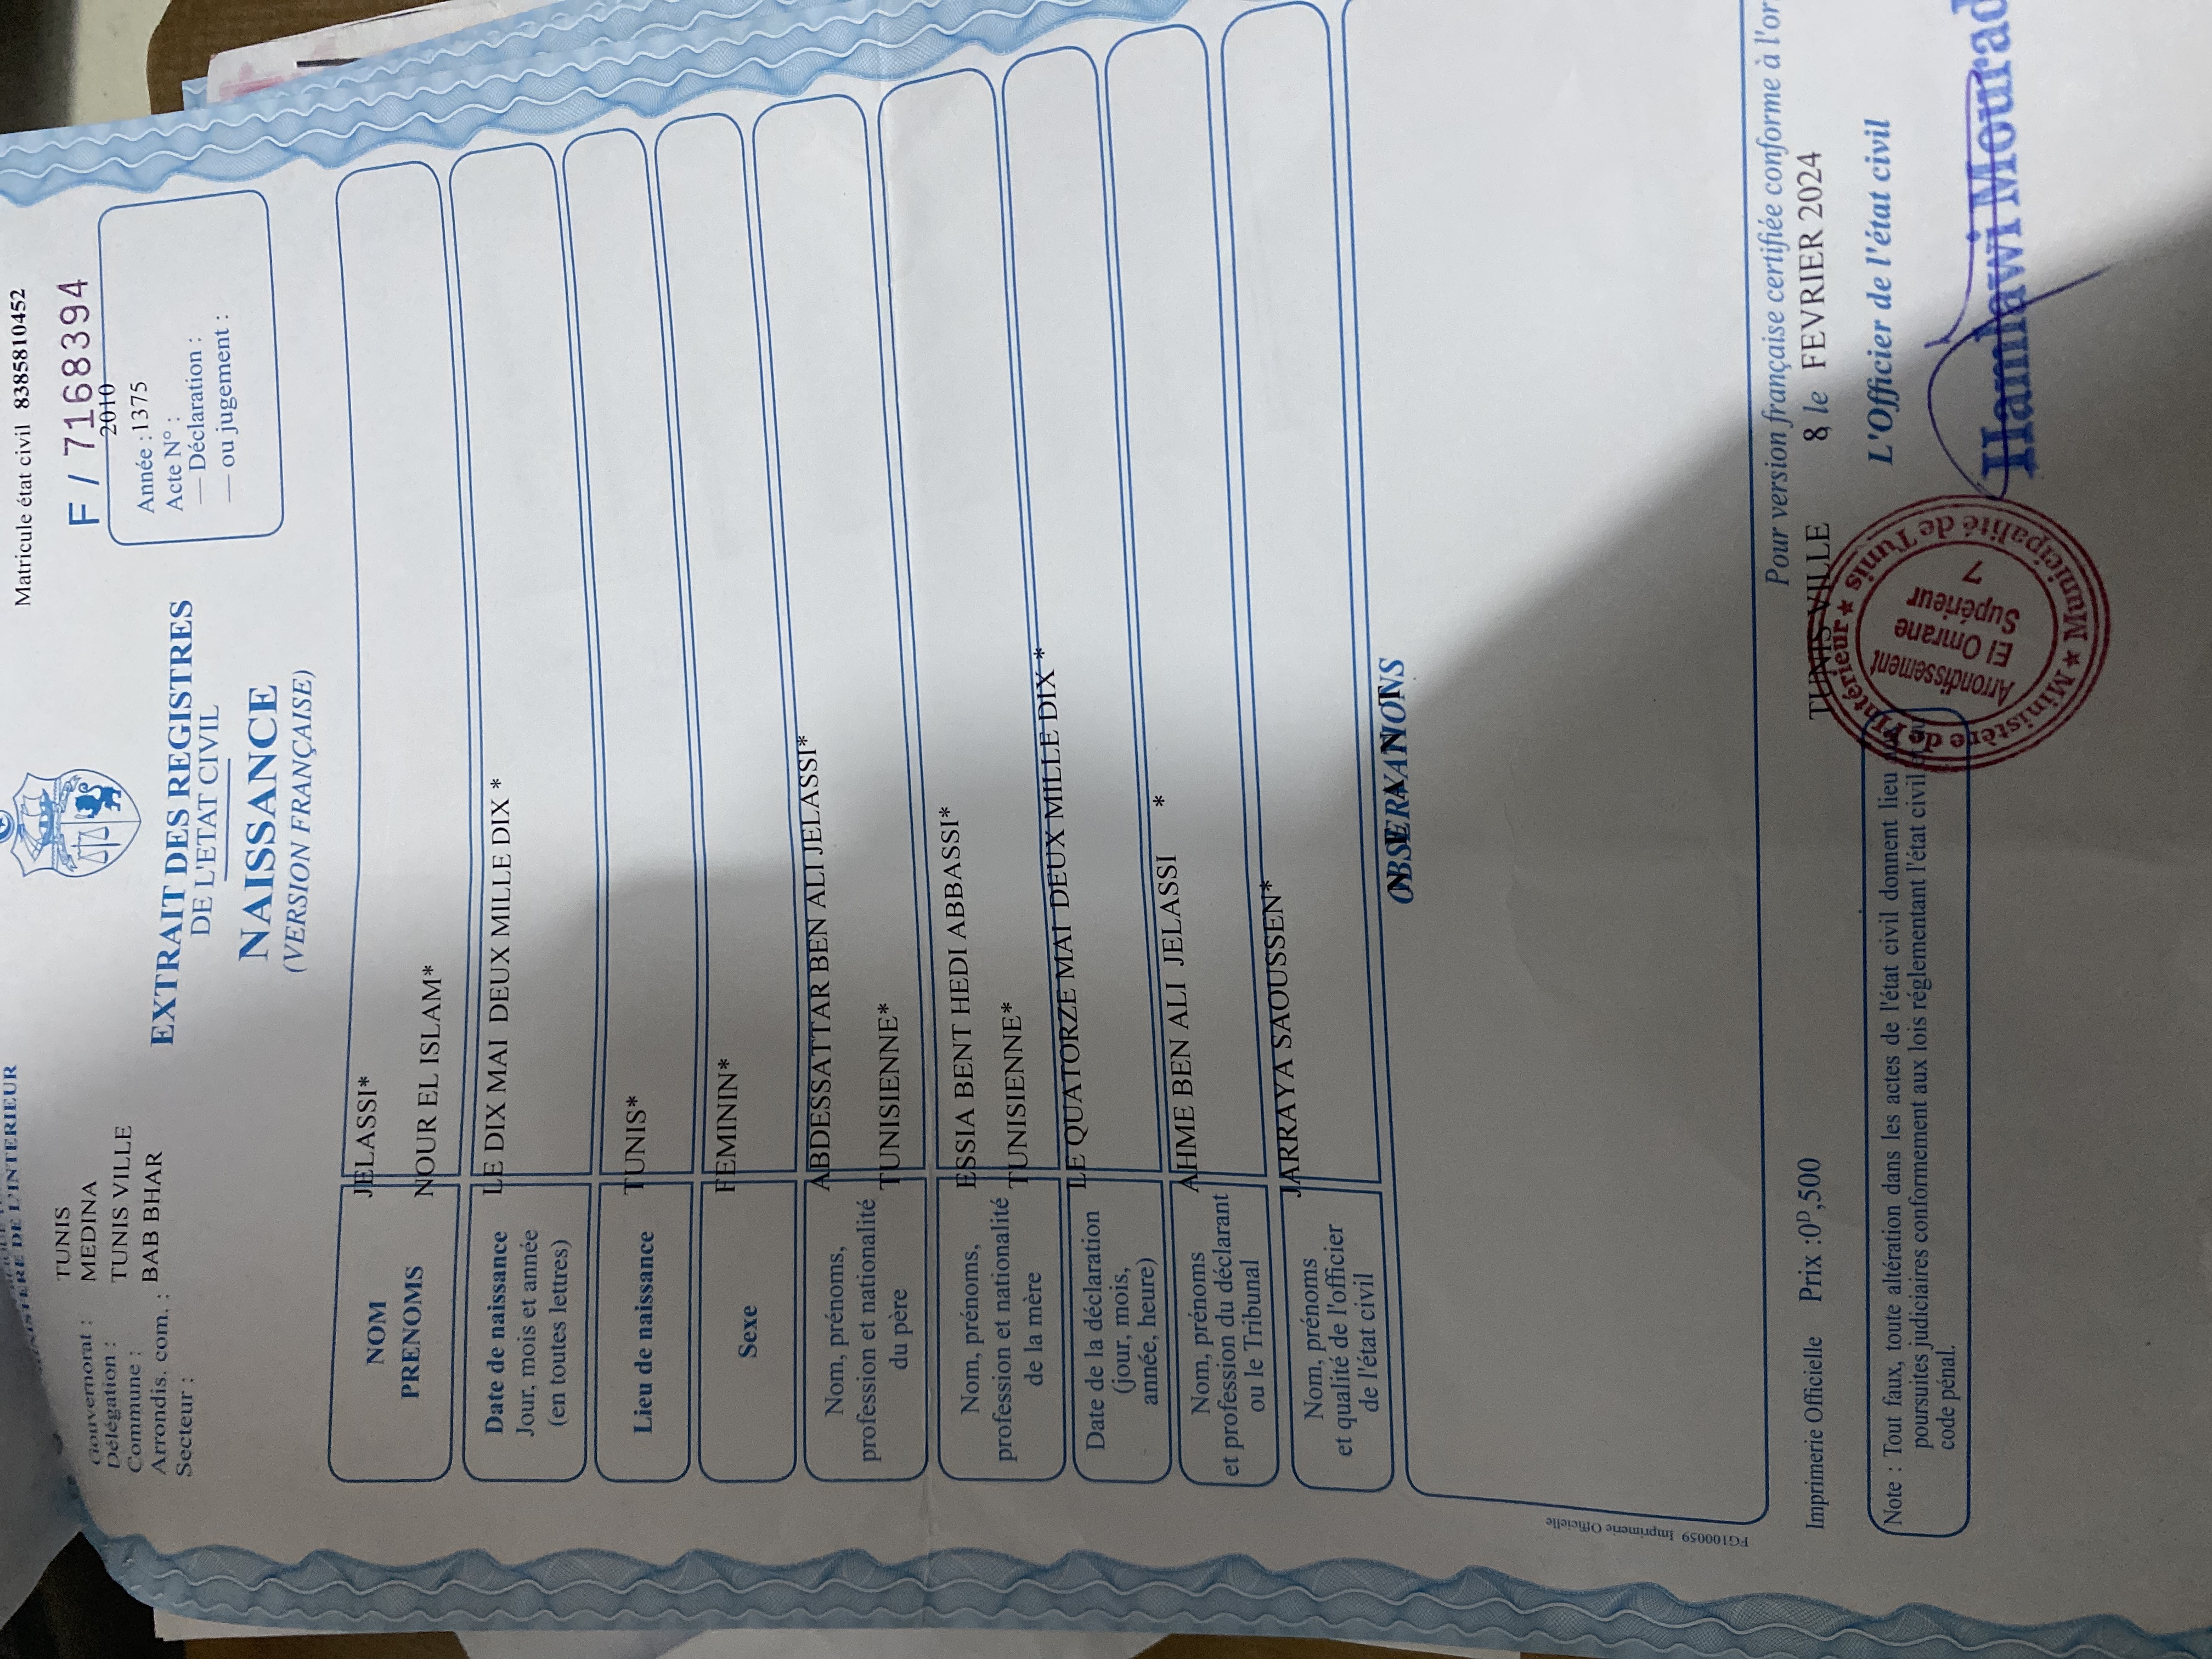 MINISTERE DE L'INTERIEUR
Gouvernorat : TUNIS
Délégation : MEDINA
Commune : TUNIS VILLE
Arrondis. com. : BAB BHAR
Secteur :
Matricule état civil 8385810452
F / 7168394
2010
Année : 1375
Acte N° :
— Déclaration :
— ou jugement :
EXTRAIT DES REGISTRES
DE L'ETAT CIVIL
NAISSANCE
(VERSION FRANÇAISE)
NOM JELASSI*
PRENOMS NOUR EL ISLAM*
Date de naissance
Jour, mois et année
(en toutes lettres)
LE DIX MAI DEUX MILLE DIX *
Lieu de naissance TUNIS*
Sexe FEMININ*
Nom, prénoms,
profession et nationalité
du père
ABDESSATTAR BEN ALI JELASSI*
TUNISIENNE*
Nom, prénoms,
profession et nationalité
de la mère
ESSIA BENT HEDI ABBASSI*
TUNISIENNE*
Date de la déclaration
(jour, mois,
année, heure)
LE QUATORZE MAI DEUX MILLE DIX *
Nom, prénoms
et profession du déclarant
ou le Tribunal
AHME BEN ALI JELASSI *
Nom, prénoms
et qualité de l'officier
de l'état civil
JARRAYA SAOUSSEN*
OBSERVATIONS
Pour version française certifiée conforme à l'or
TUNIS VILLE 8, le FEVRIER 2024
L'Officier de l'état civil
Hamlawi Mourad
Ministère de l'Intérieur ★ Municipalité de Tunis ★
Arrondissement
El Omrane
Supérieur
7
Imprimerie Officielle Prix :0ᴰ,500
Note : Tout faux, toute altération dans les actes de l'état civil donnent lieu
poursuites judiciaires conformement aux lois réglementant l'état civil
code pénal.
PG100059 Imprimerie Officielle